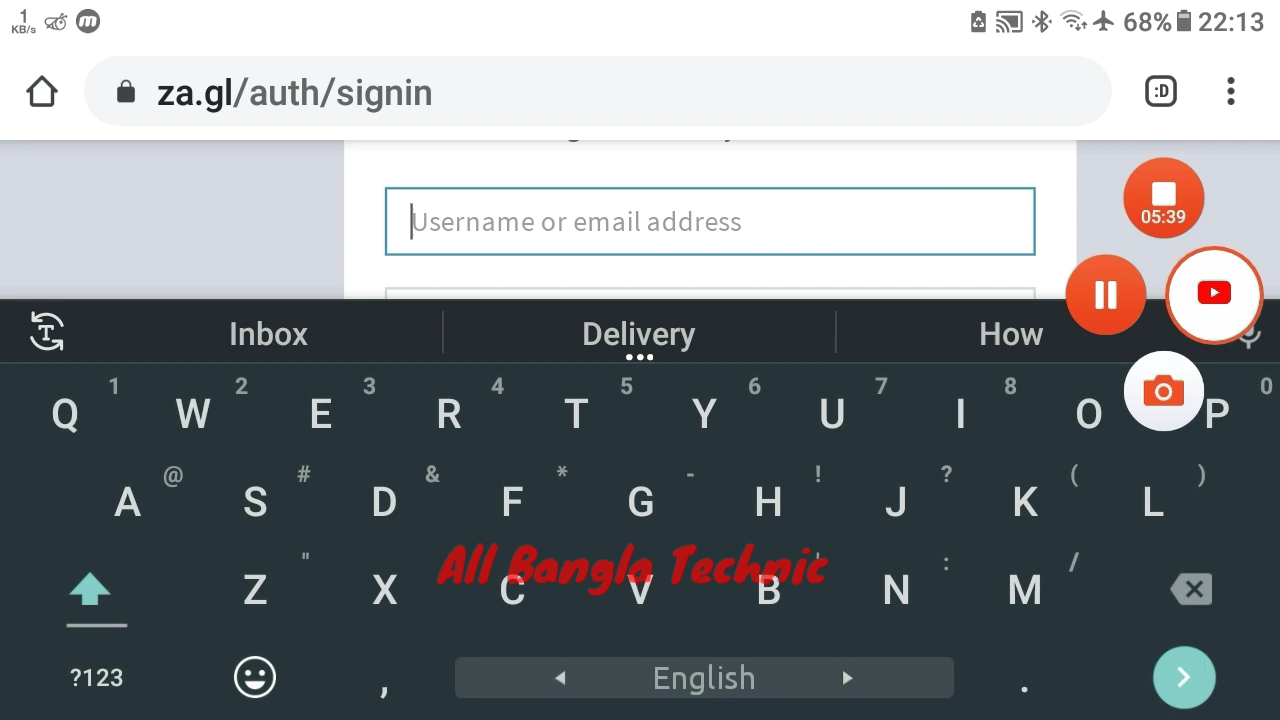 1 KB/s m 68% 22:13
za.gl/auth/signin :D
Username or email address
05:39
Inbox Delivery How
1 2 3 4 5 6 7 8 0
Q W E R T Y U I O P
@ # & * - ! ? ( )
A S D F G H J K L
" ' : /
Z X C V B N M
All Bangla Technic
?123 , English .